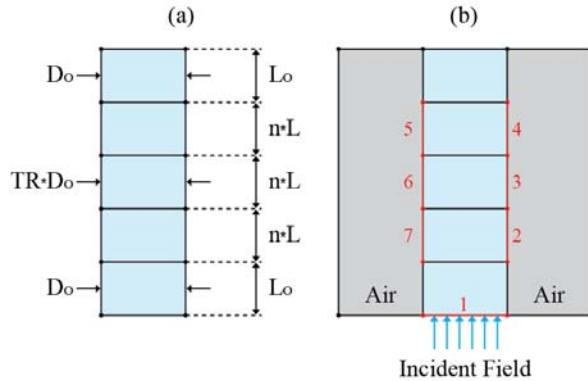 (a)
(b)
Do
Lo
n*L
TR*Do
n*L
n*L
Do
Lo
5
4
6
3
7
2
Air
1
Air
Incident Field